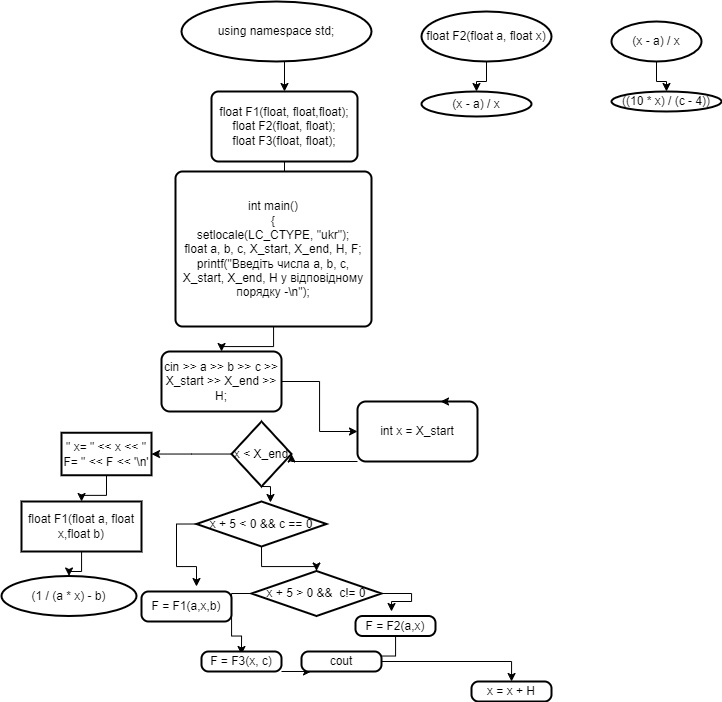 using namespace std;
float F2(float a, float x)
(x - a) / x
(x - a) / x
((10 * x) / (c - 4))
float F1(float, float,float);
float F2(float, float);
float F3(float, float);
int main()
{
setlocale(LC_CTYPE, "ukr");
float a, b, c, X_start, X_end, H, F;
printf("Введіть числа a, b, c,
X_start, X_end, H у відповідному
порядку -\n");
cin >> a >> b >> c >>
X_start >> X_end >>
H;
int x = X_start
x < X_end
" x= " << x << "
F= " << F << '\n'
float F1(float a, float
x,float b)
(1 / (a * x) - b)
x + 5 < 0 && c == 0
x + 5 > 0 && c!= 0
F = F1(a,x,b)
F = F2(a,x)
F = F3(x, c)
cout
x = x + H